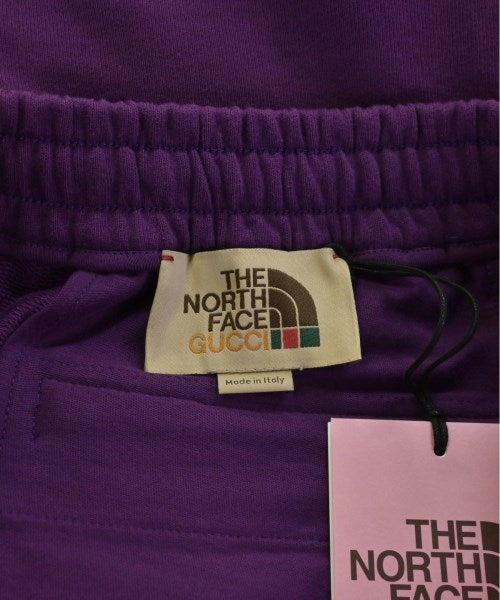 THE
NORTH
FACE
GUCCI
Made in Italy
THE
NORTH
FACE